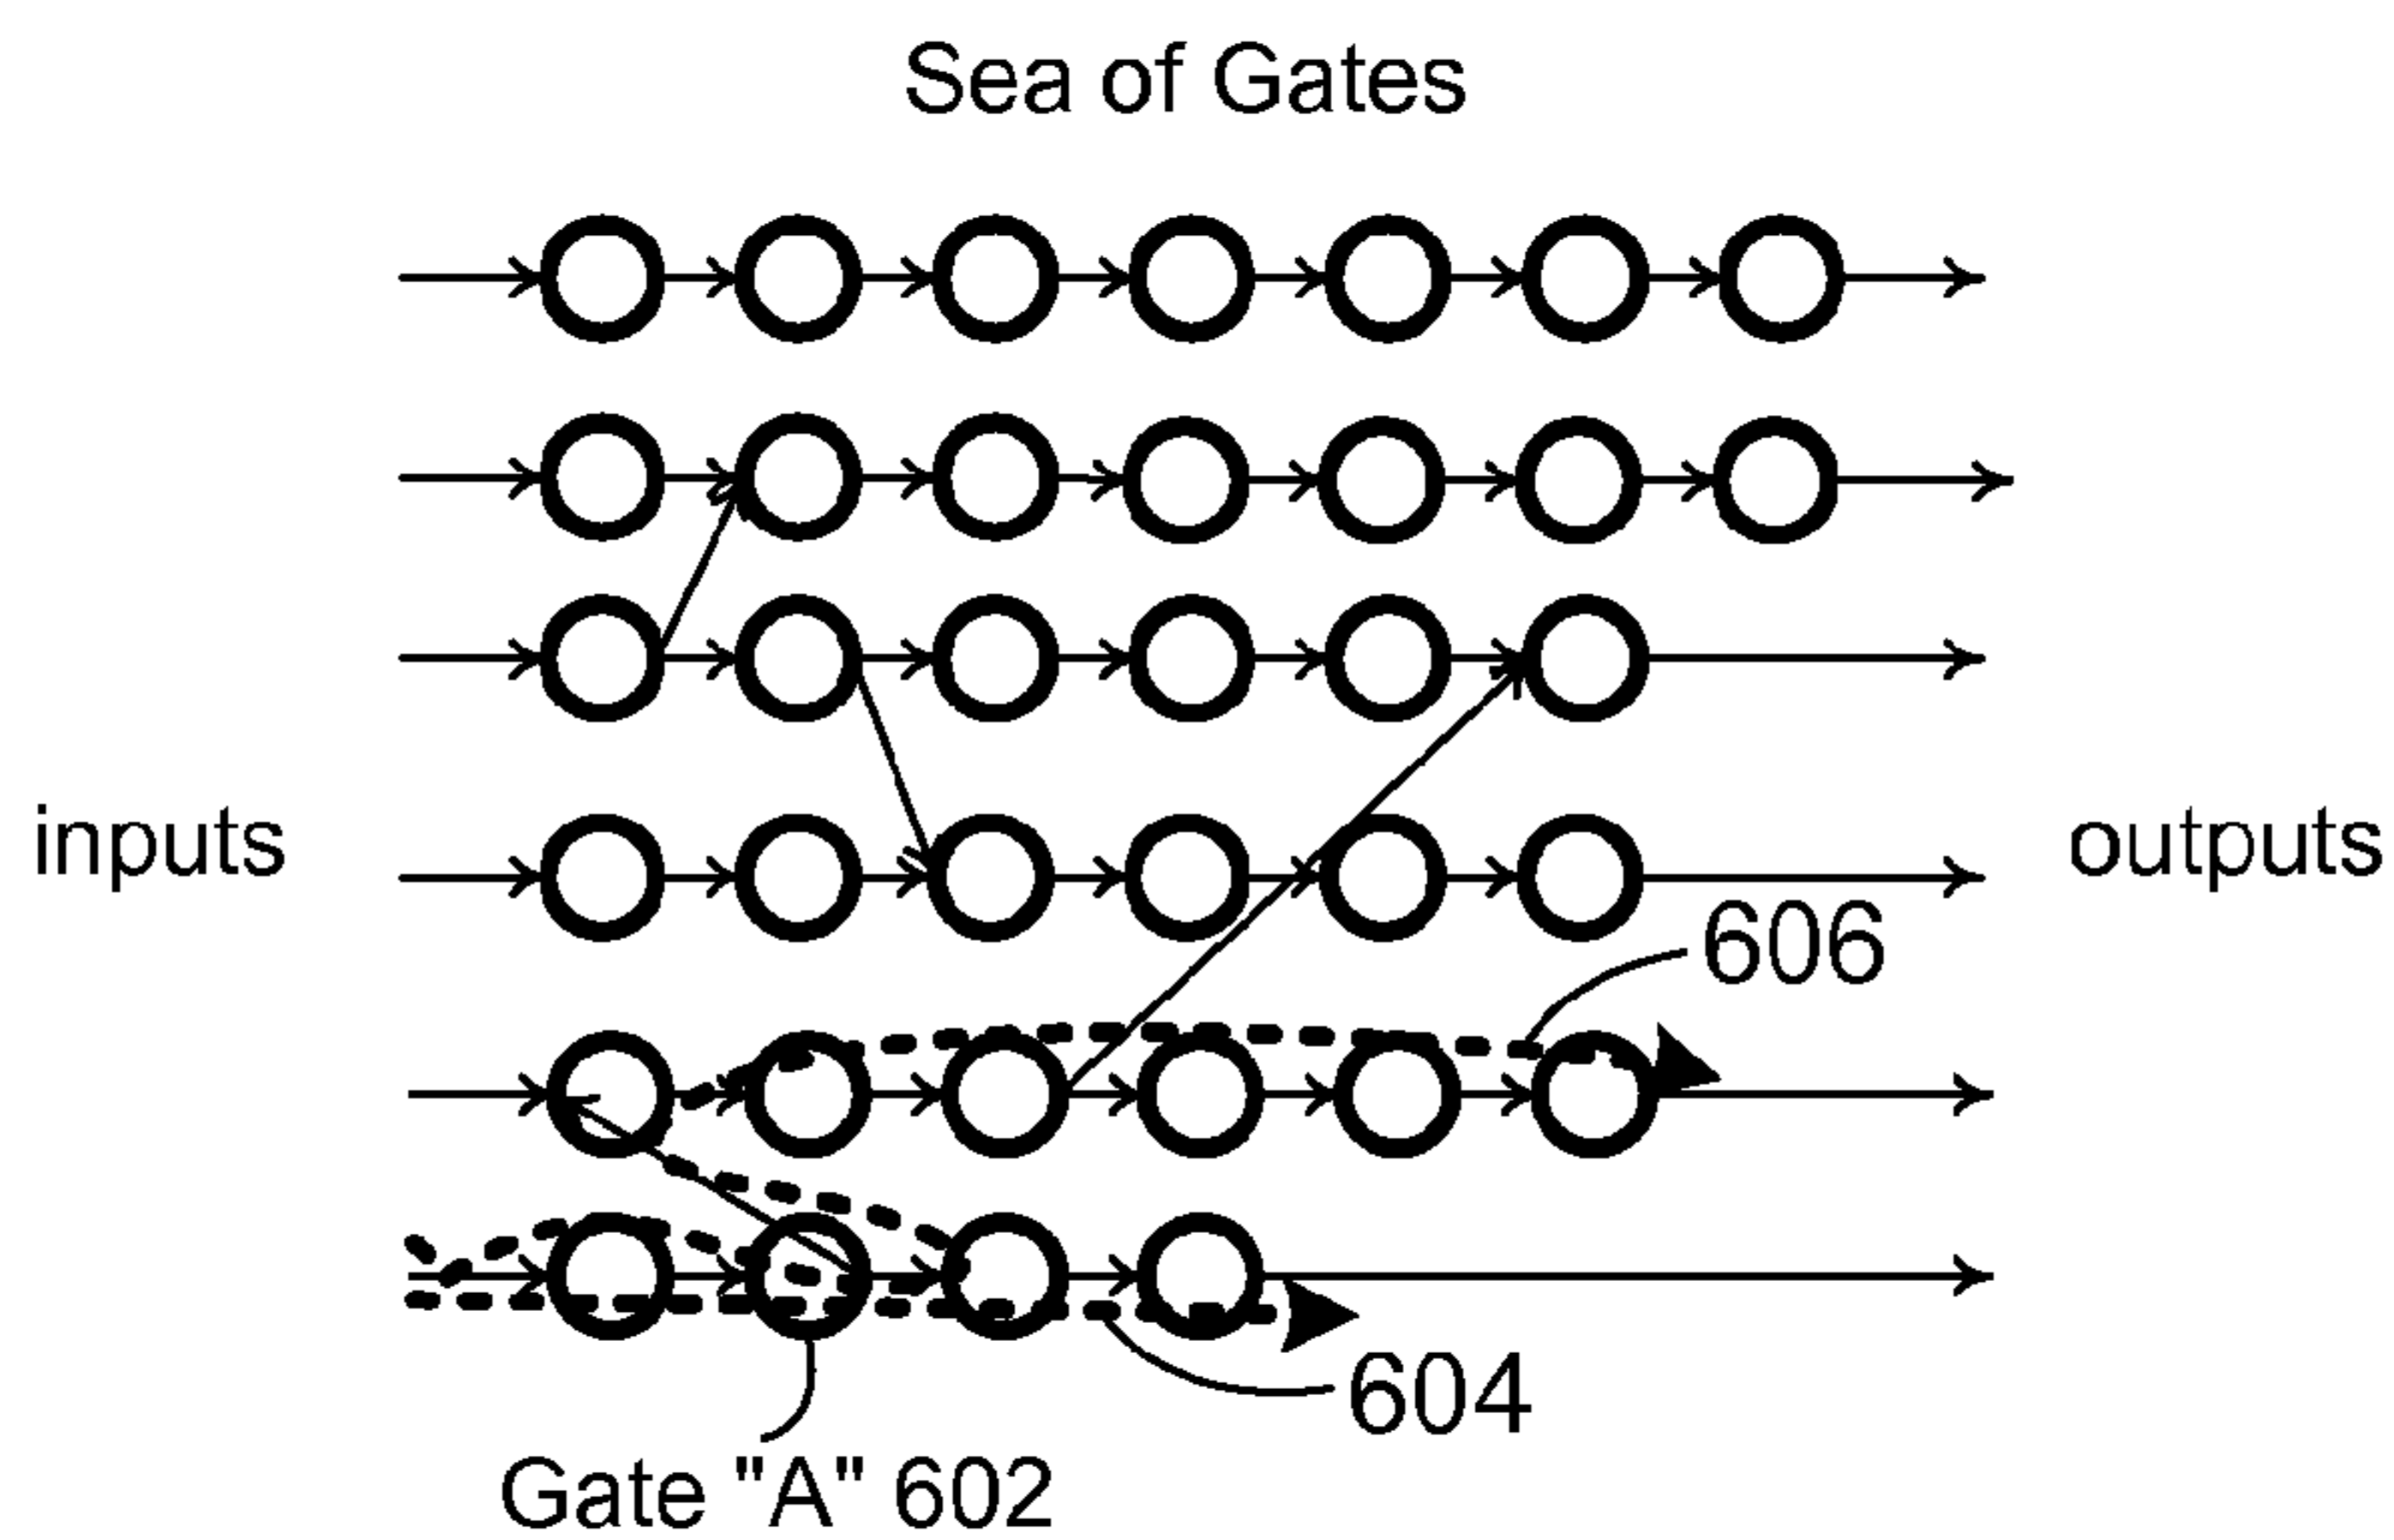 Sea of Gates
inputs
outputs
606
604
Gate "A" 602